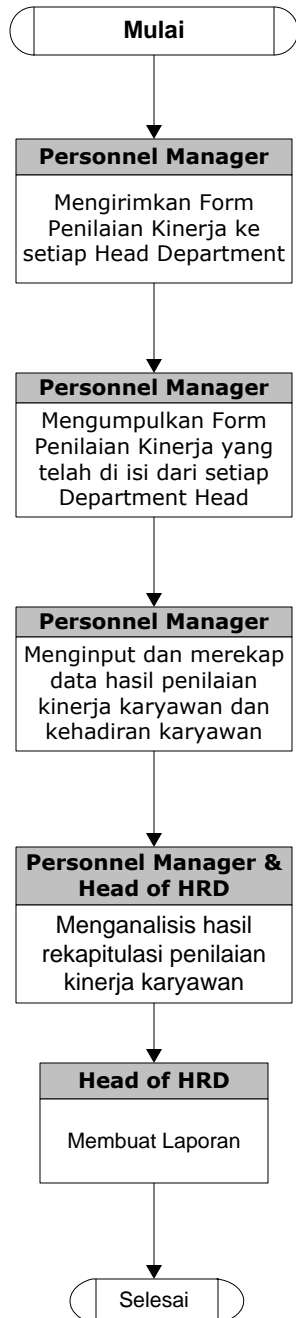 Mulai
Personnel Manager
Mengirimkan Form
Penilaian Kinerja ke
setiap Head Department
Personnel Manager
Mengumpulkan Form
Penilaian Kinerja yang
telah di isi dari setiap
Department Head
Personnel Manager
Menginput dan merekap
data hasil penilaian
kinerja karyawan dan
kehadiran karyawan
Personnel Manager &
Head of HRD
Menganalisis hasil
rekapitulasi penilaian
kinerja karyawan
Head of HRD
Membuat Laporan
Selesai